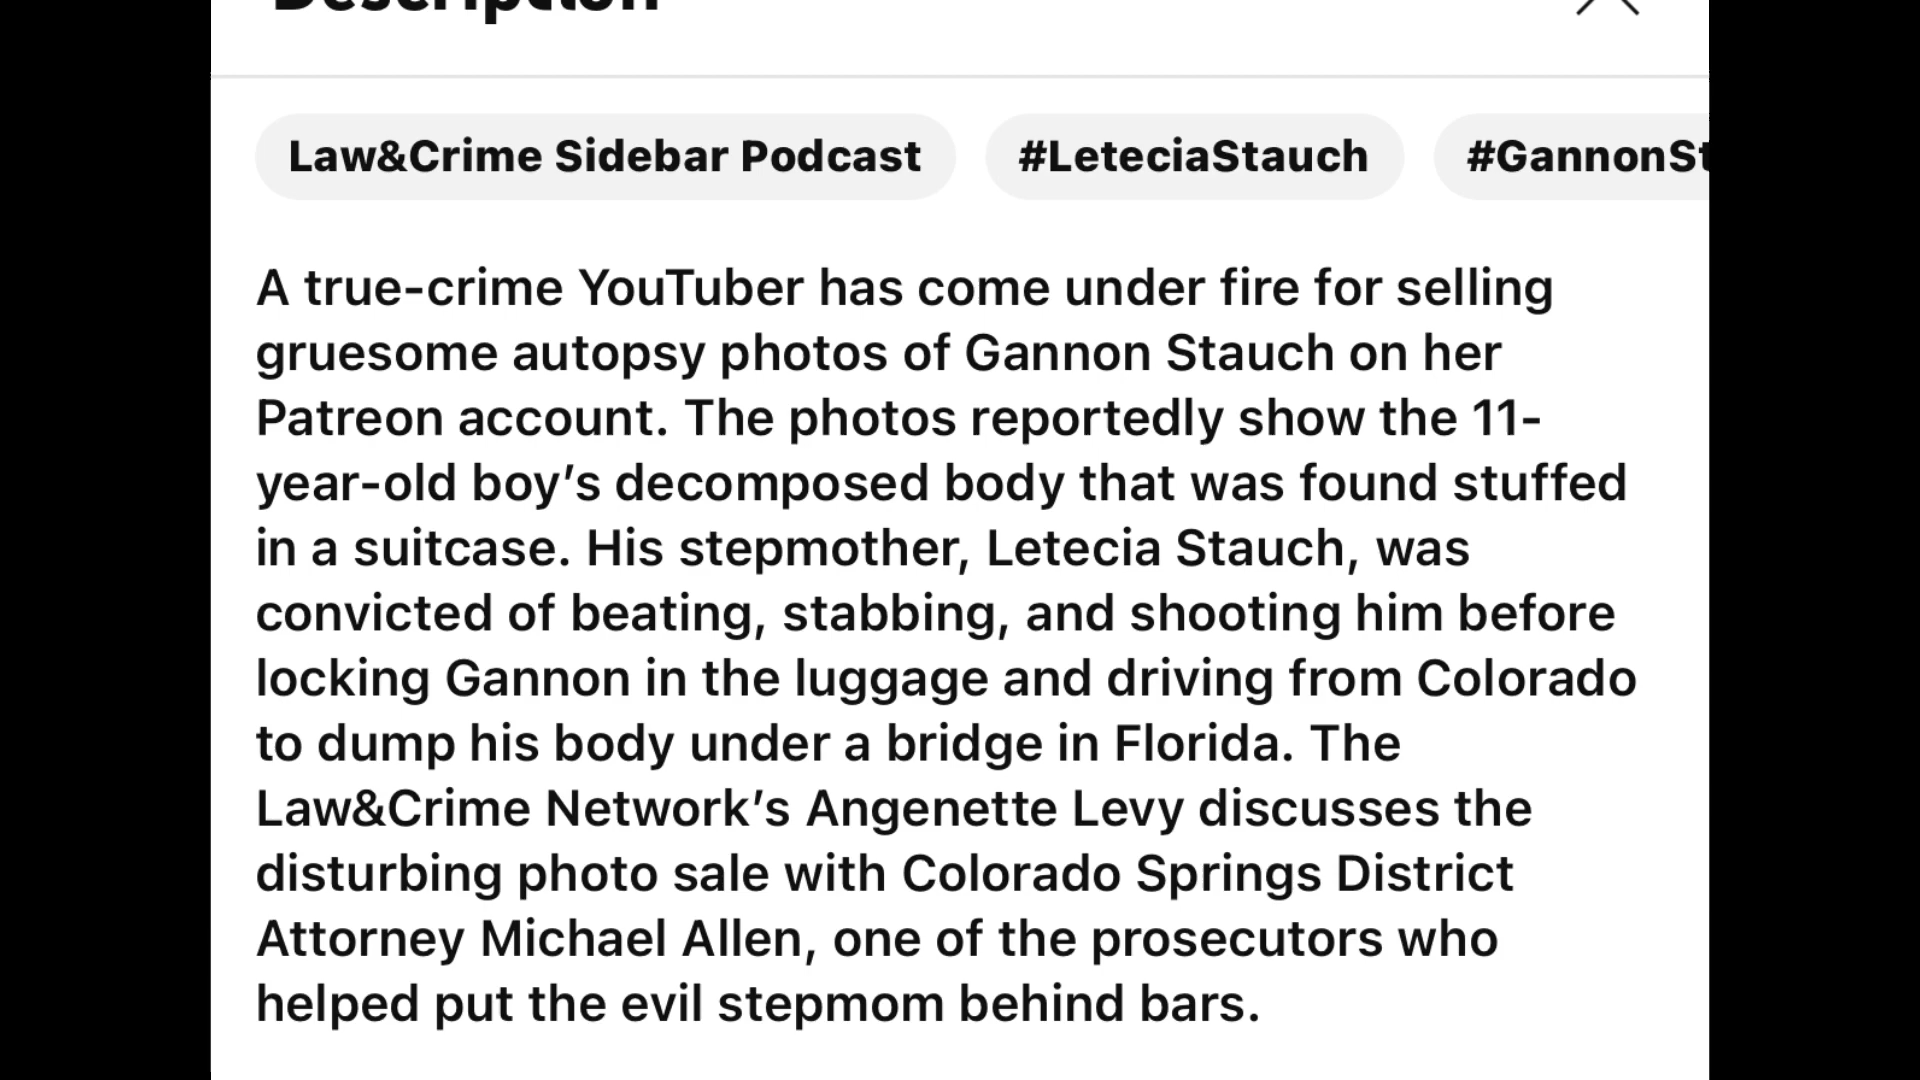 Description
Law&Crime Sidebar Podcast #LeteciaStauch #GannonSt
A true-crime YouTuber has come under fire for selling
gruesome autopsy photos of Gannon Stauch on her
Patreon account. The photos reportedly show the 11-
year-old boy’s decomposed body that was found stuffed
in a suitcase. His stepmother, Letecia Stauch, was
convicted of beating, stabbing, and shooting him before
locking Gannon in the luggage and driving from Colorado
to dump his body under a bridge in Florida. The
Law&Crime Network’s Angenette Levy discusses the
disturbing photo sale with Colorado Springs District
Attorney Michael Allen, one of the prosecutors who
helped put the evil stepmom behind bars.